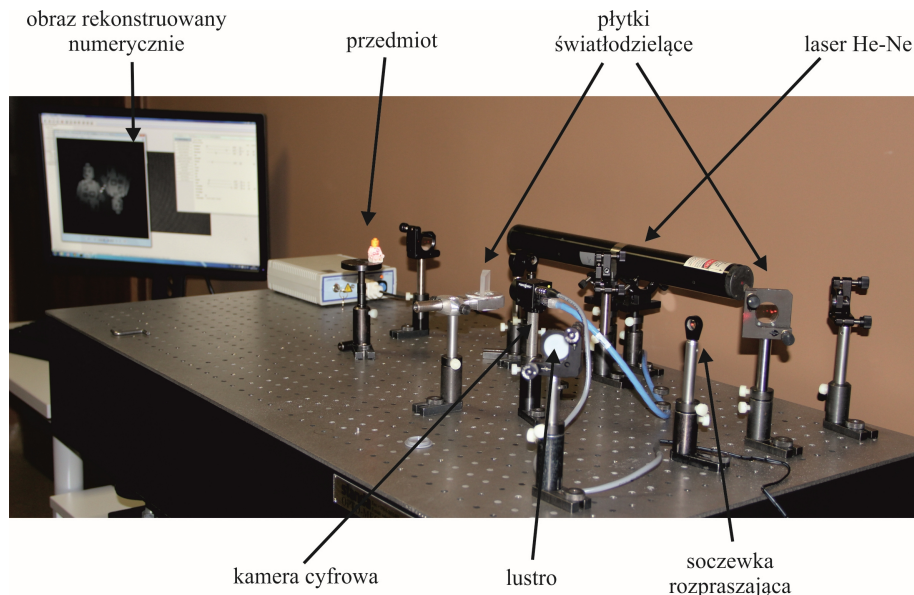 obraz rekonstruowany
numerycznie
przedmiot
płytki
światłodzielące
laser He-Ne
kamera cyfrowa
lustro
soczewka
rozpraszająca